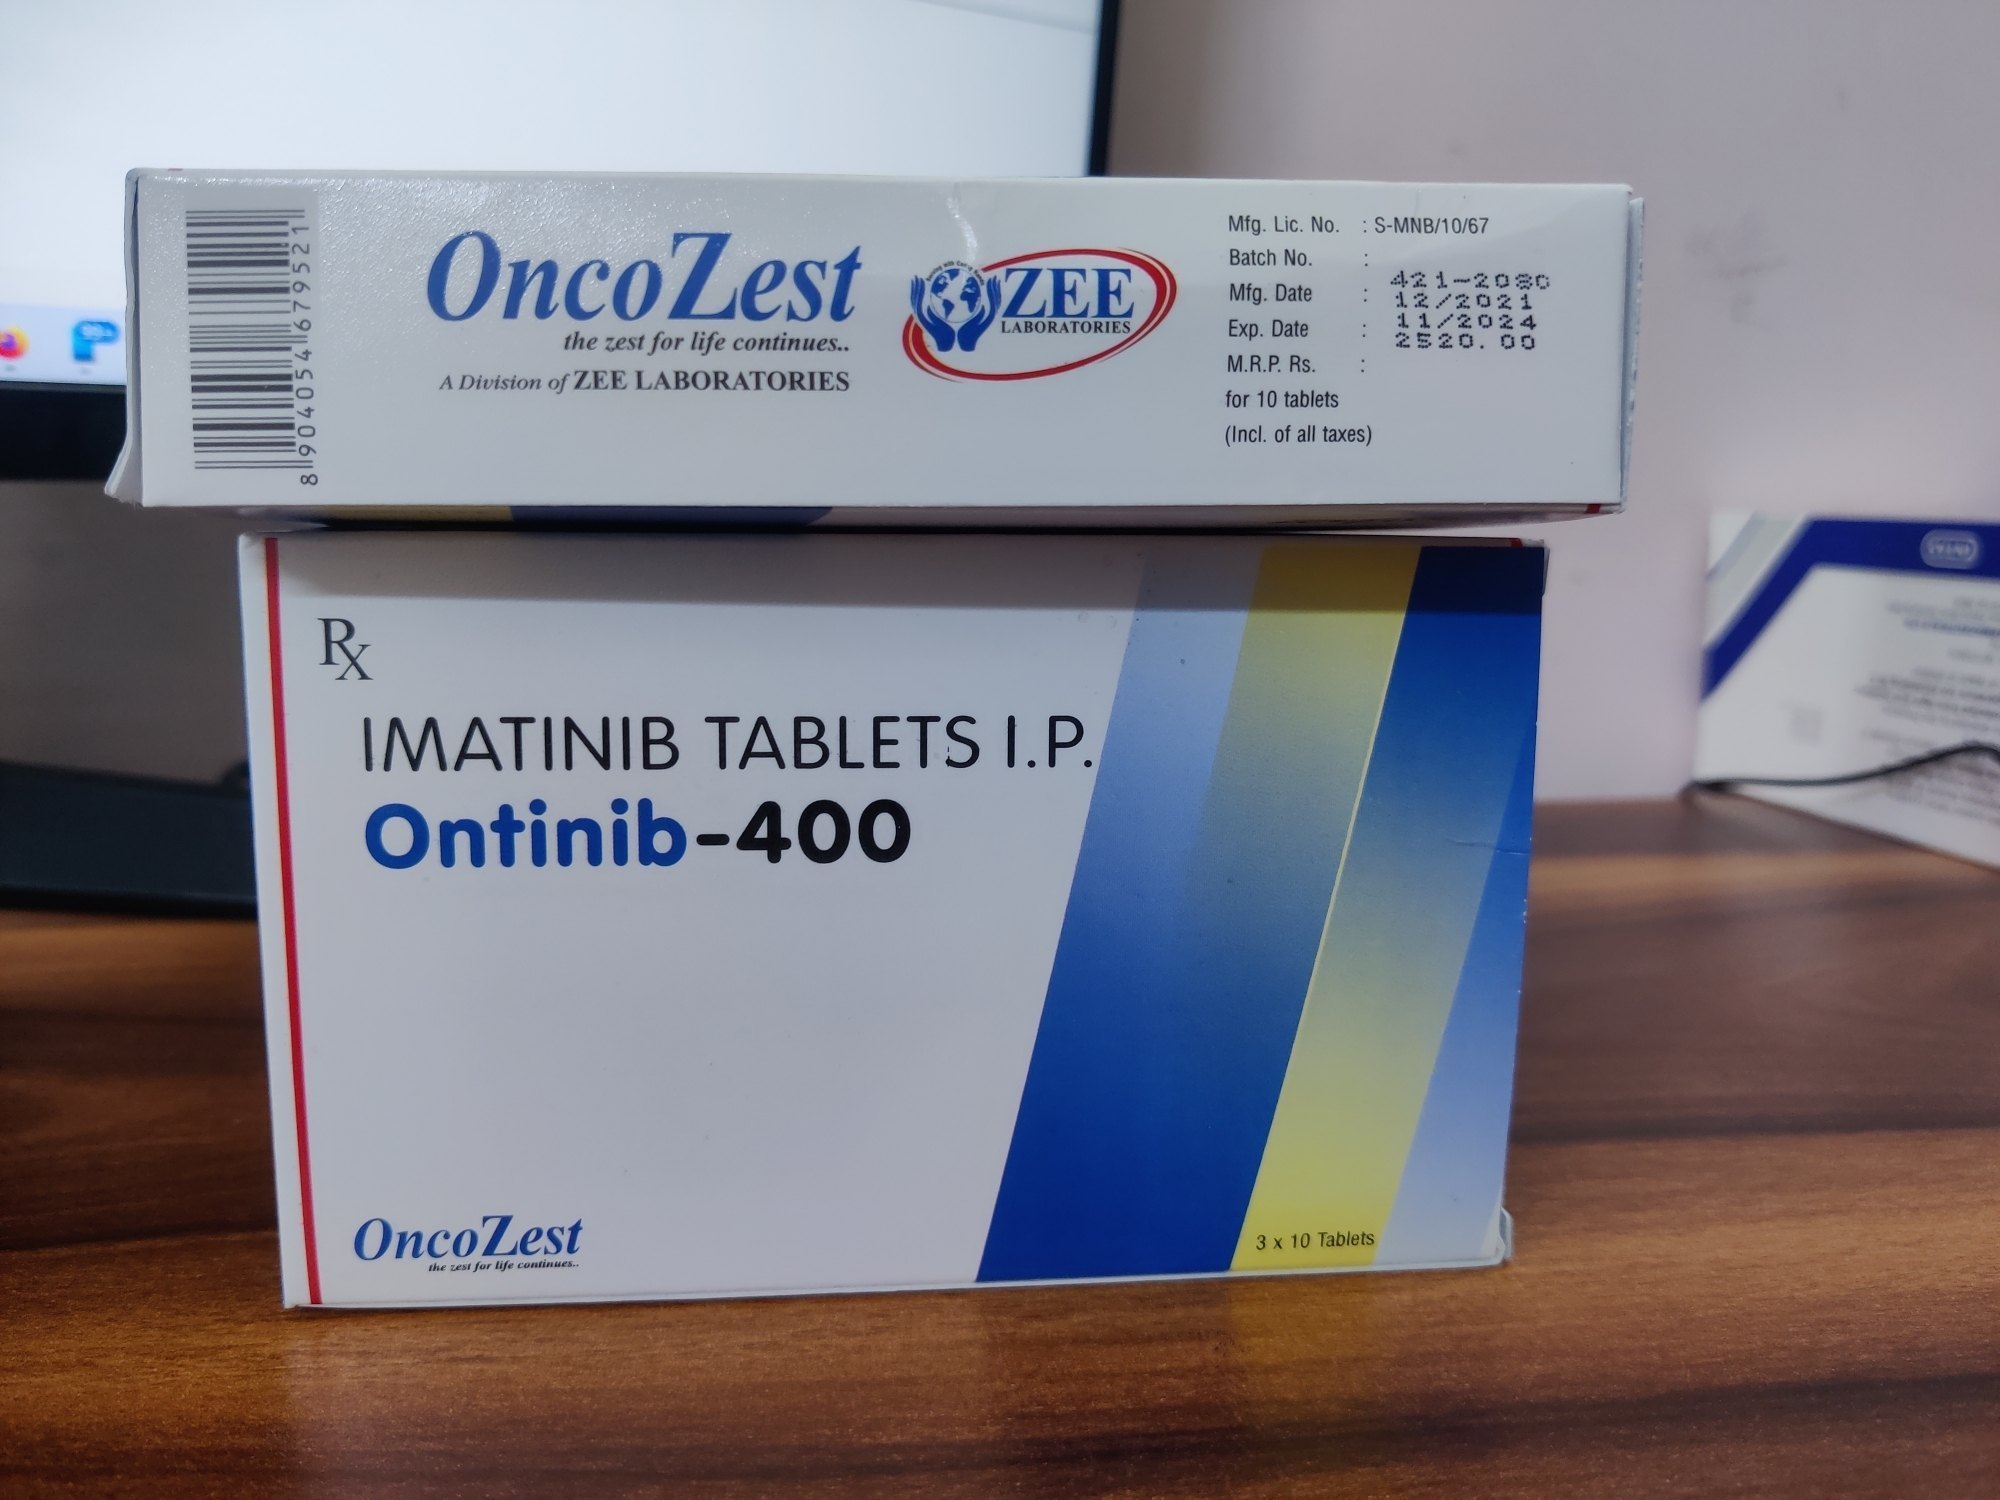 8904054679521
OncoZest
the zest for life continues..
A Division of ZEE LABORATORIES
ZEE
LABORATORIES
Mfg. Lic. No. : S-MNB/10/67
Batch No. : 421-2080
Mfg. Date : 12/2021
Exp. Date : 11/2024
M.R.P. Rs. : 2520.00
for 10 tablets
(Incl. of all taxes)
Rx
IMATINIB TABLETS I.P.
Ontinib-400
OncoZest
the zest for life continues..
3 x 10 Tablets